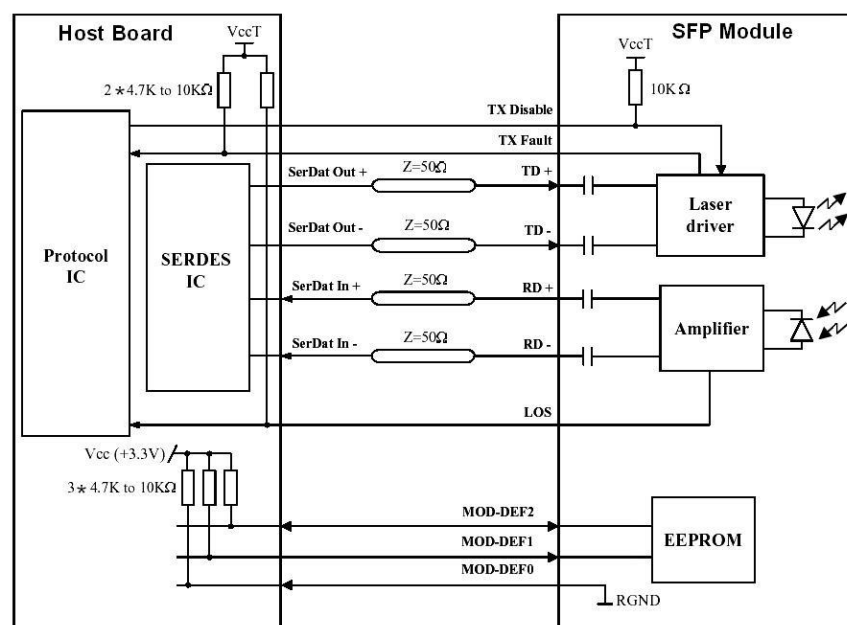 Host Board
SFP Module
VccT
VccT
2*4.7K to 10KΩ
10KΩ
TX Disable
TX Fault
SerDat Out +
Z=50Ω
TD +
SerDat Out -
Z=50Ω
TD -
Laser
driver
Protocol
IC
SERDES
IC
SerDat In +
Z=50Ω
RD +
SerDat In -
Z=50Ω
RD -
Amplifier
LOS
Vcc (+3.3V)
3*4.7K to 10KΩ
MOD-DEF2
MOD-DEF1
MOD-DEF0
EEPROM
RGND